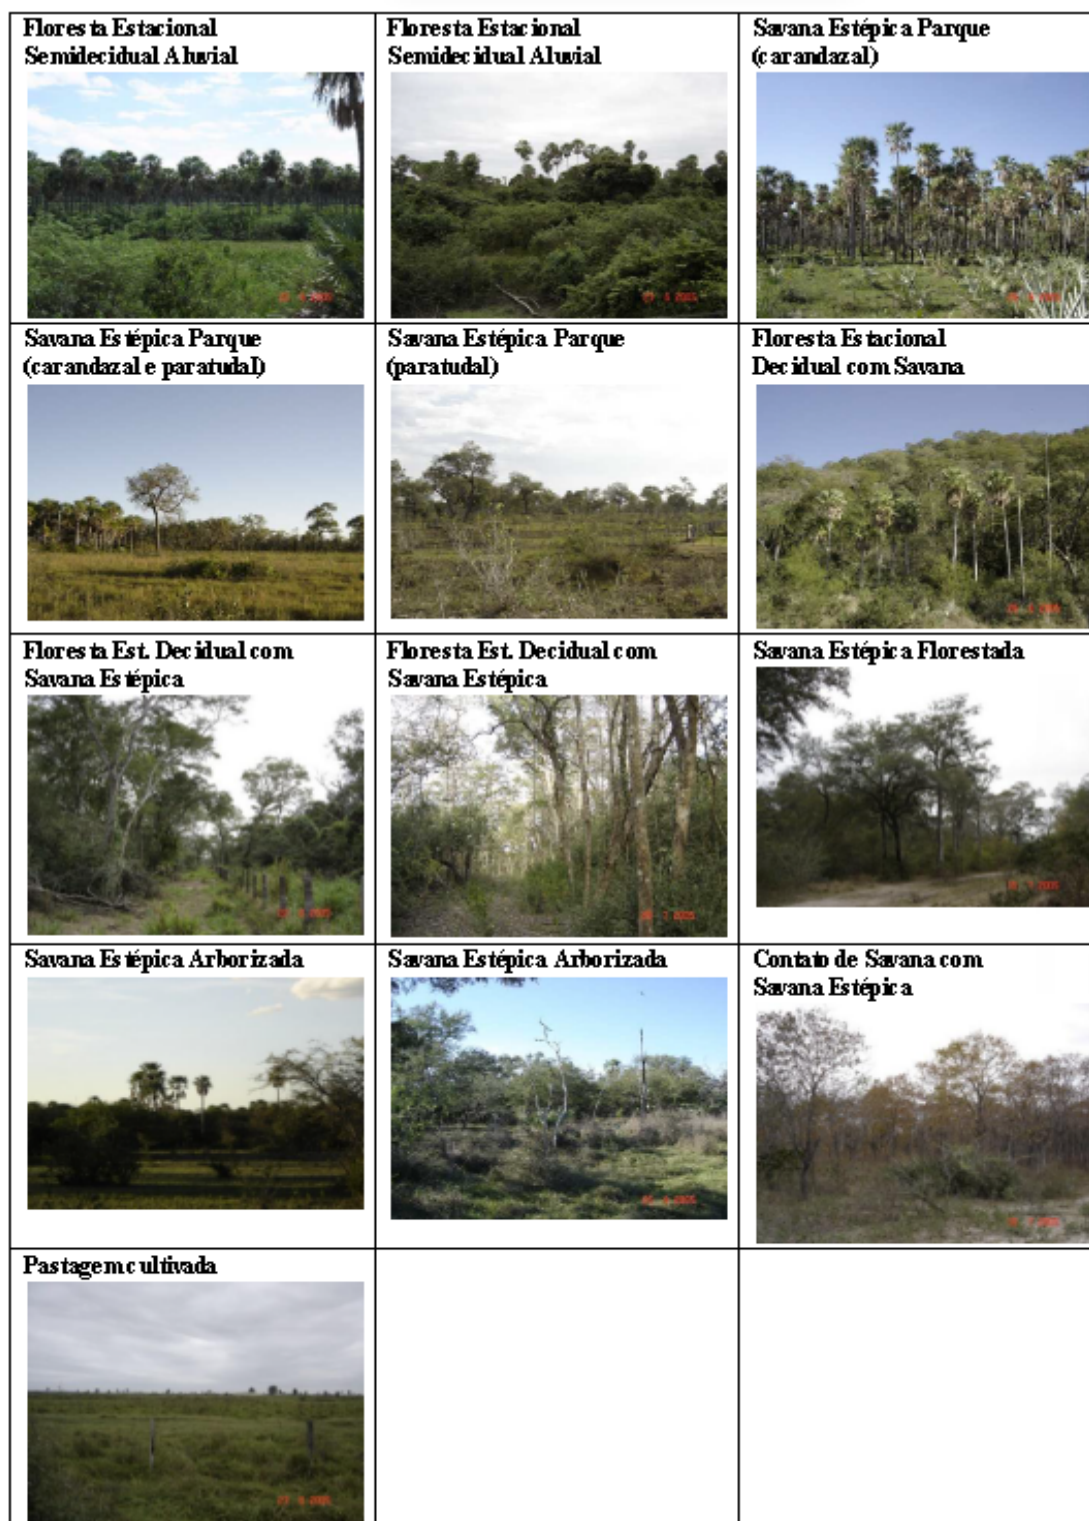 Floresta Estacional
Semidecidual Aluvial
Floresta Estacional
Semidecidual Aluvial
Savana Estépica Parque
(carandazal)
Savana Estépica Parque
(carandazal e paratudal)
Savana Estépica Parque
(paratudal)
Floresta Estacional
Decidual com Savana
Floresta Est. Decidual com
Savana Estépica
Floresta Est. Decidual com
Savana Estépica
Savana Estépica Florestada
Savana Estépica Arborizada
Savana Estépica Arborizada
Contato de Savana com
Savana Estépica
Pastagem cultivada